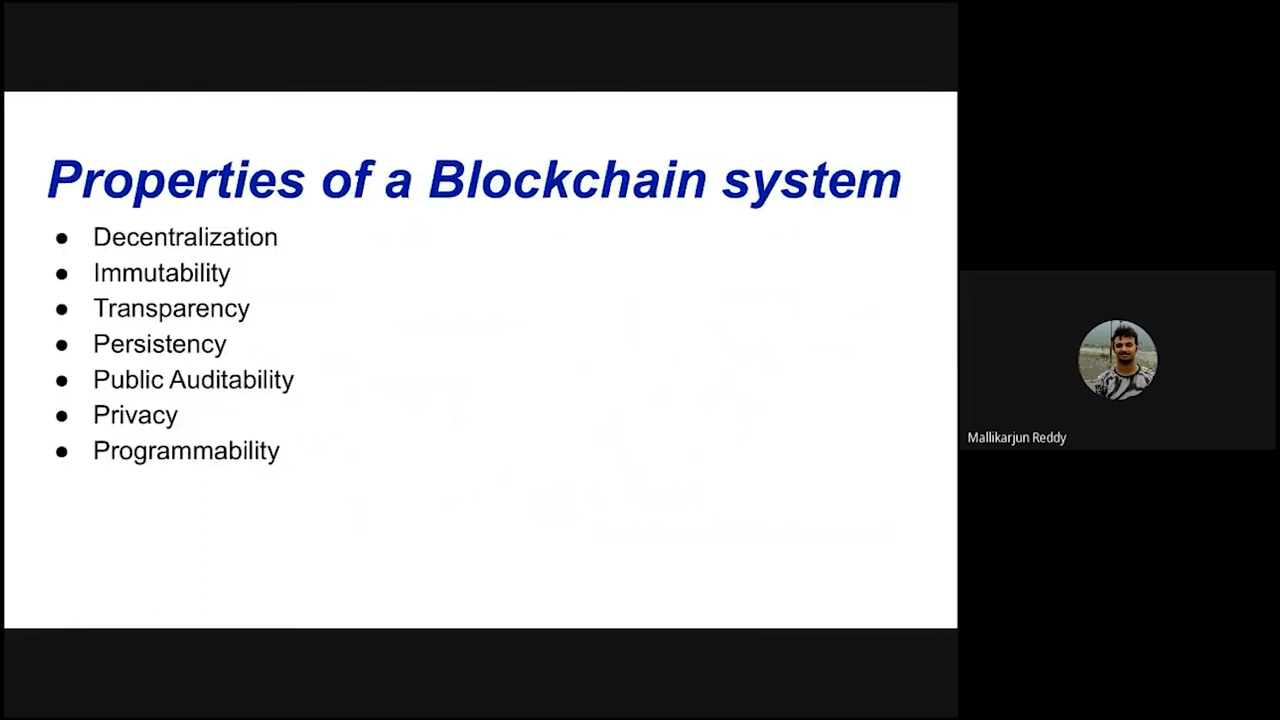 Properties of a Blockchain system
● Decentralization
● Immutability
● Transparency
● Persistency
● Public Auditability
● Privacy
● Programmability
Mallikarjun Reddy